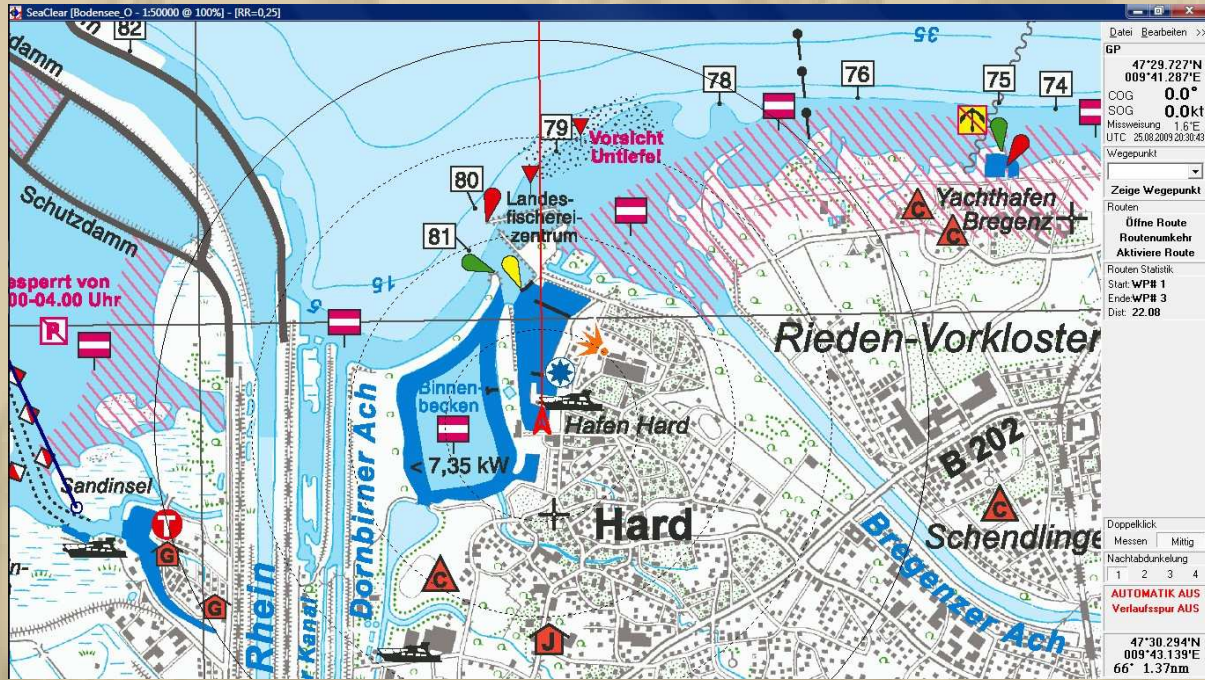 SeaClear [Bodensee_O - 1:50000 @ 100%] - [RR=0,25]
Datei Bearbeiten >>
GP
47°29.727'N
009°41.287'E
COG 0.0°
SOG 0.0kt
Missweisung 1.6°E
UTC 25.08.2009 20:30:43
Wegepunkt
Zeige Wegepunkt
Routen
Öffne Route
Routenumkehr
Aktiviere Route
Routen Statistik
Start: WP# 1
Ende: WP# 3
Dist: 22.08
Doppelklick
Messen Mittig
Nachtabdunkelung
1 2 3 4
AUTOMATIK AUS
Verlaufsspur AUS
47°30.294'N
009°43.139'E
66° 1.37nm
82
35
78
76
75
74
79
Vorsicht
Untiefe!
80
Landes-
fischerei-
zentrum
81
damm
Schutzdamm
Yachthafen
Bregenz
C
C
esperrt von
00-04.00 Uhr
R
15
5
Rieden-Vorkloster
Binnen-
becken
Hafen Hard
< 7,35 kW
B 202
C
Sandinsel
T
G
G
Hard
Schendlinge
C
J
Rhein
r Kanal
Dornbirner Ach
Bregenzer Ach